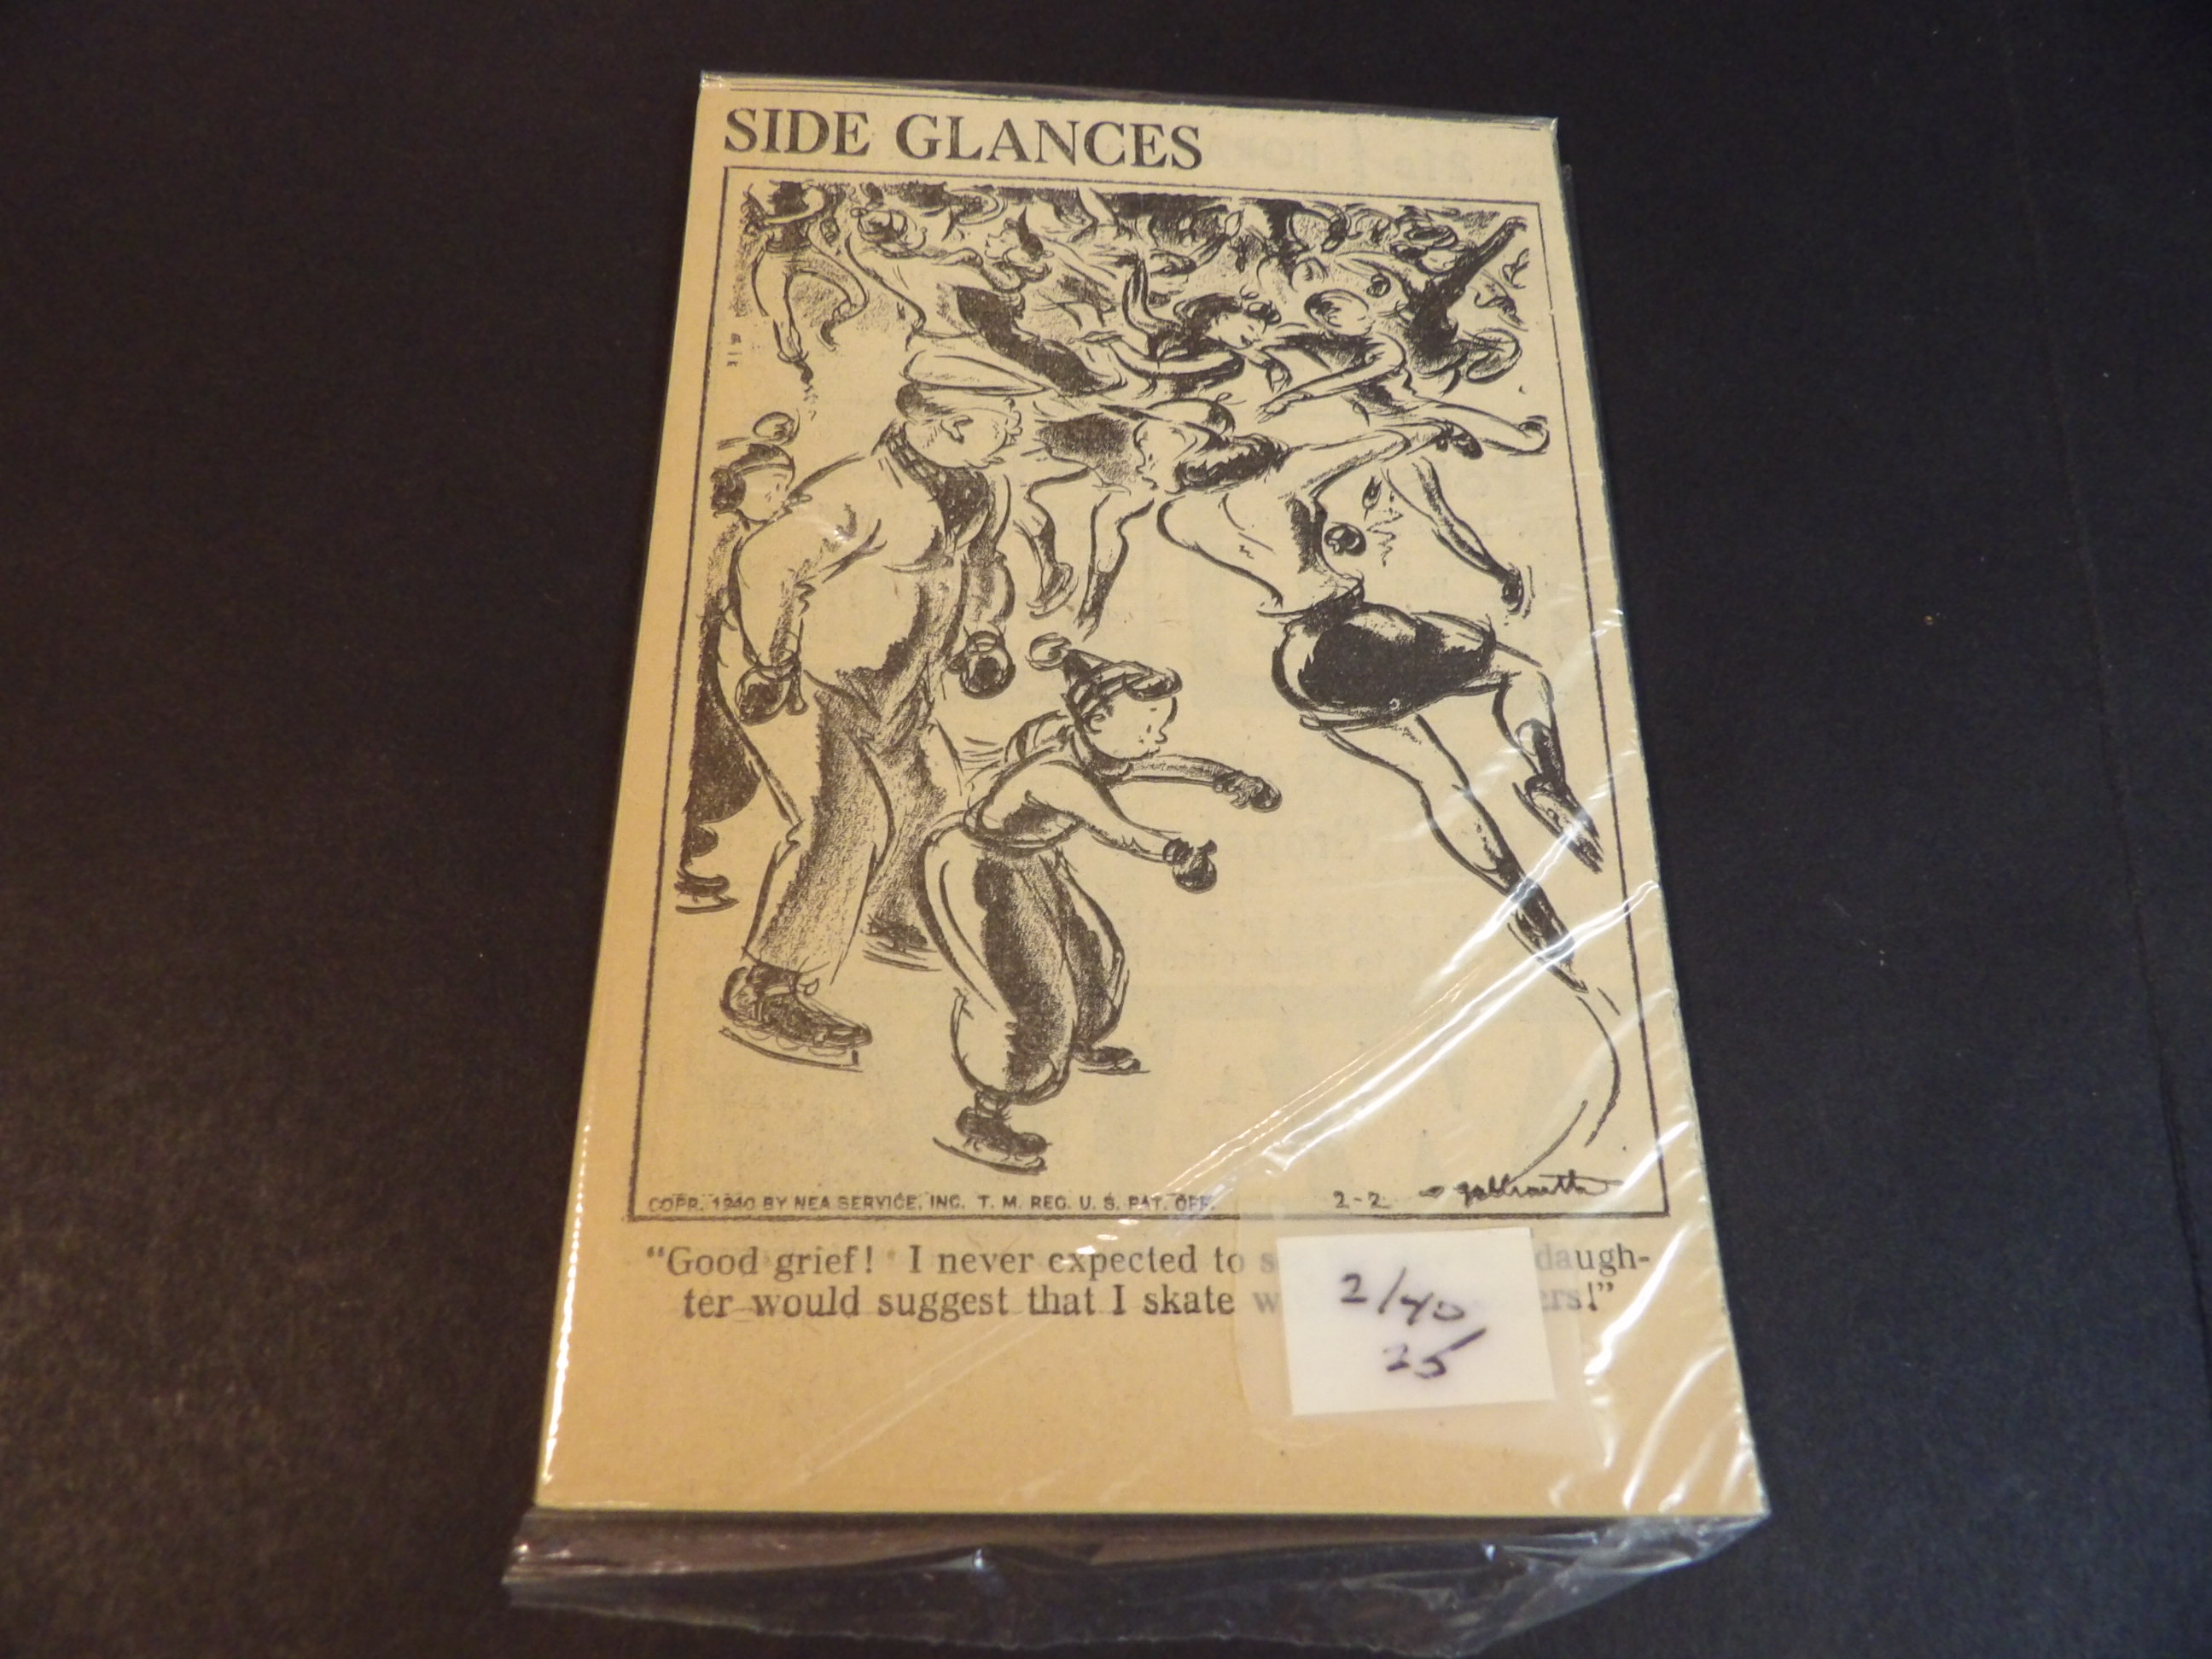 SIDE GLANCES
COPR. 1940 BY NEA SERVICE, INC. T. M. REG. U. S. PAT. OFF.
2-2 galbraith
"Good grief! I never expected to daugh-
ter would suggest that I skate
2/40
25